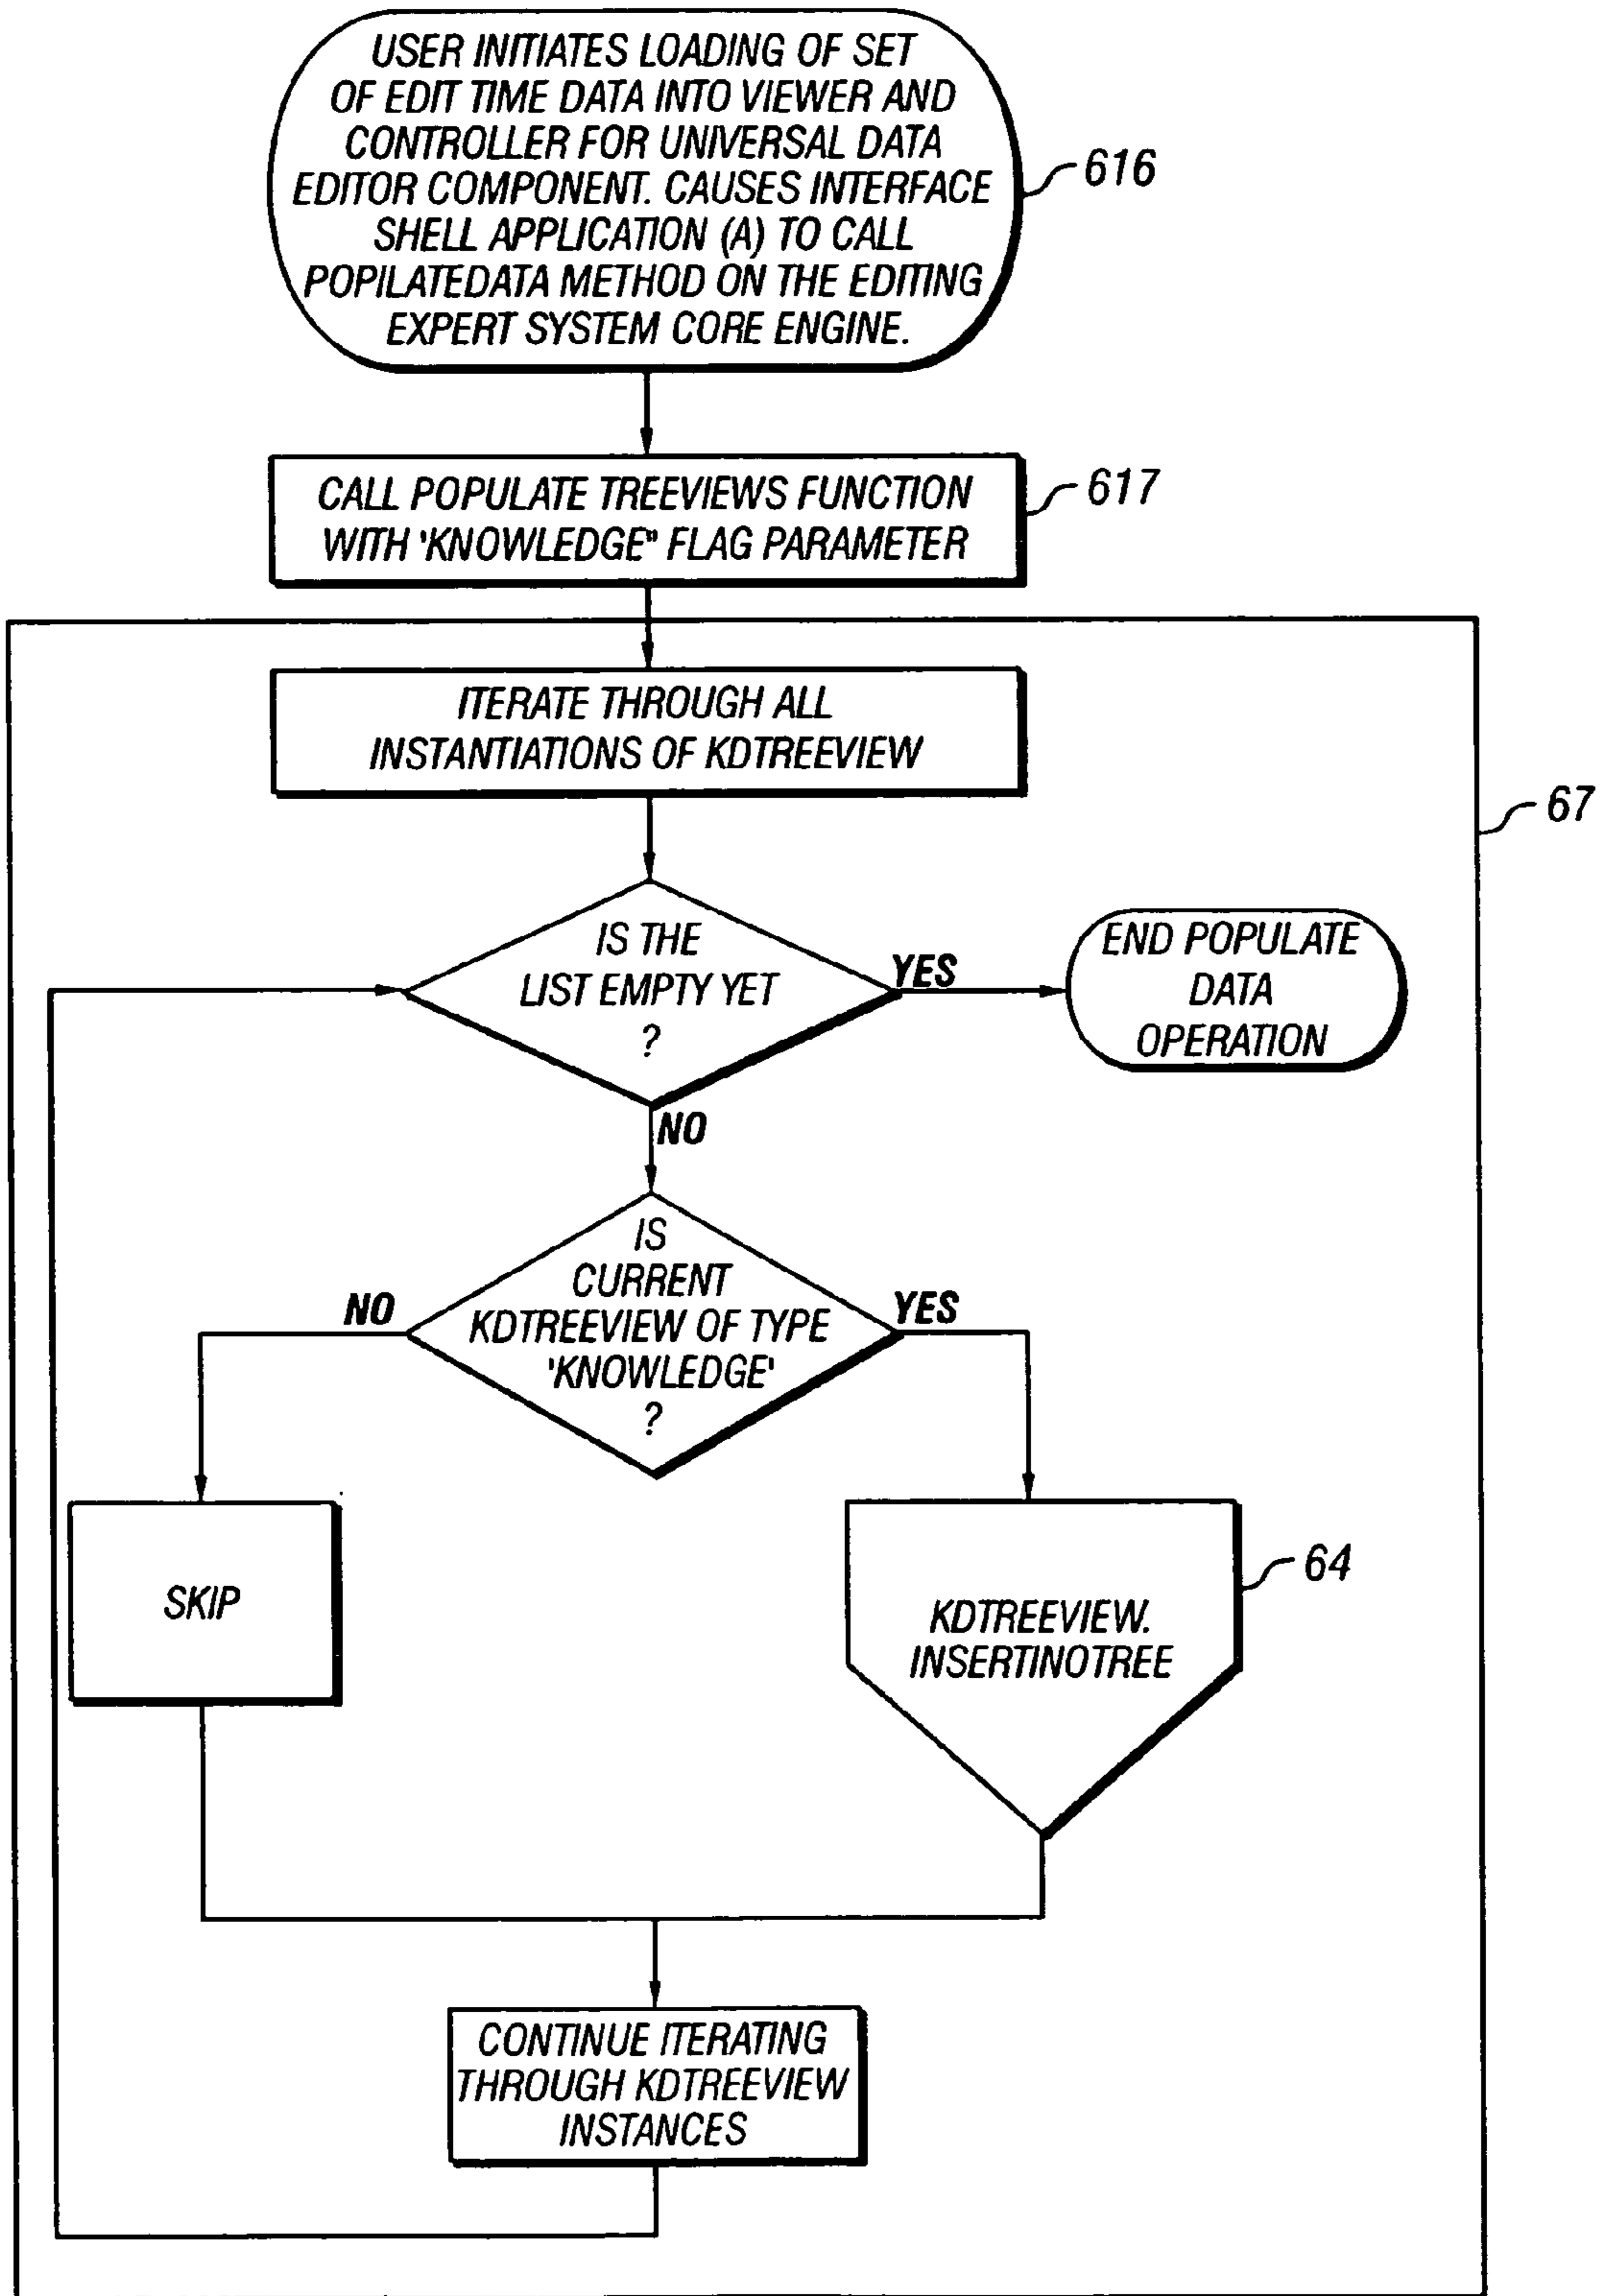 USER INITIATES LOADING OF SET
OF EDIT TIME DATA INTO VIEWER AND
CONTROLLER FOR UNIVERSAL DATA
EDITOR COMPONENT. CAUSES INTERFACE
SHELL APPLICATION (A) TO CALL
POPILATEDATA METHOD ON THE EDITING
EXPERT SYSTEM CORE ENGINE.
616
CALL POPULATE TREEVIEWS FUNCTION
WITH 'KNOWLEDGE" FLAG PARAMETER
617
ITERATE THROUGH ALL
INSTANTIATIONS OF KDTREEVIEW
67
IS THE
LIST EMPTY YET
?
YES
END POPULATE
DATA
OPERATION
NO
IS
CURRENT
KDTREEVIEW OF TYPE
'KNOWLEDGE'
?
NO
YES
SKIP
KDTREEVIEW.
INSERTINOTREE
64
CONTINUE ITERATING
THROUGH KDTREEVIEW
INSTANCES